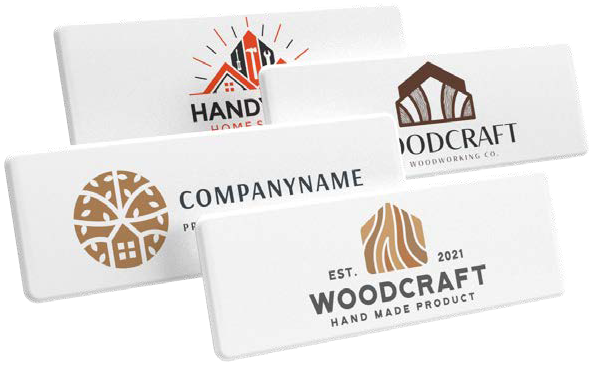 HANDY
HOME S
OODCRAFT
WOODWORKING CO.
COMPANYNAME
PR
EST. 2021
WOODCRAFT
HAND MADE PRODUCT